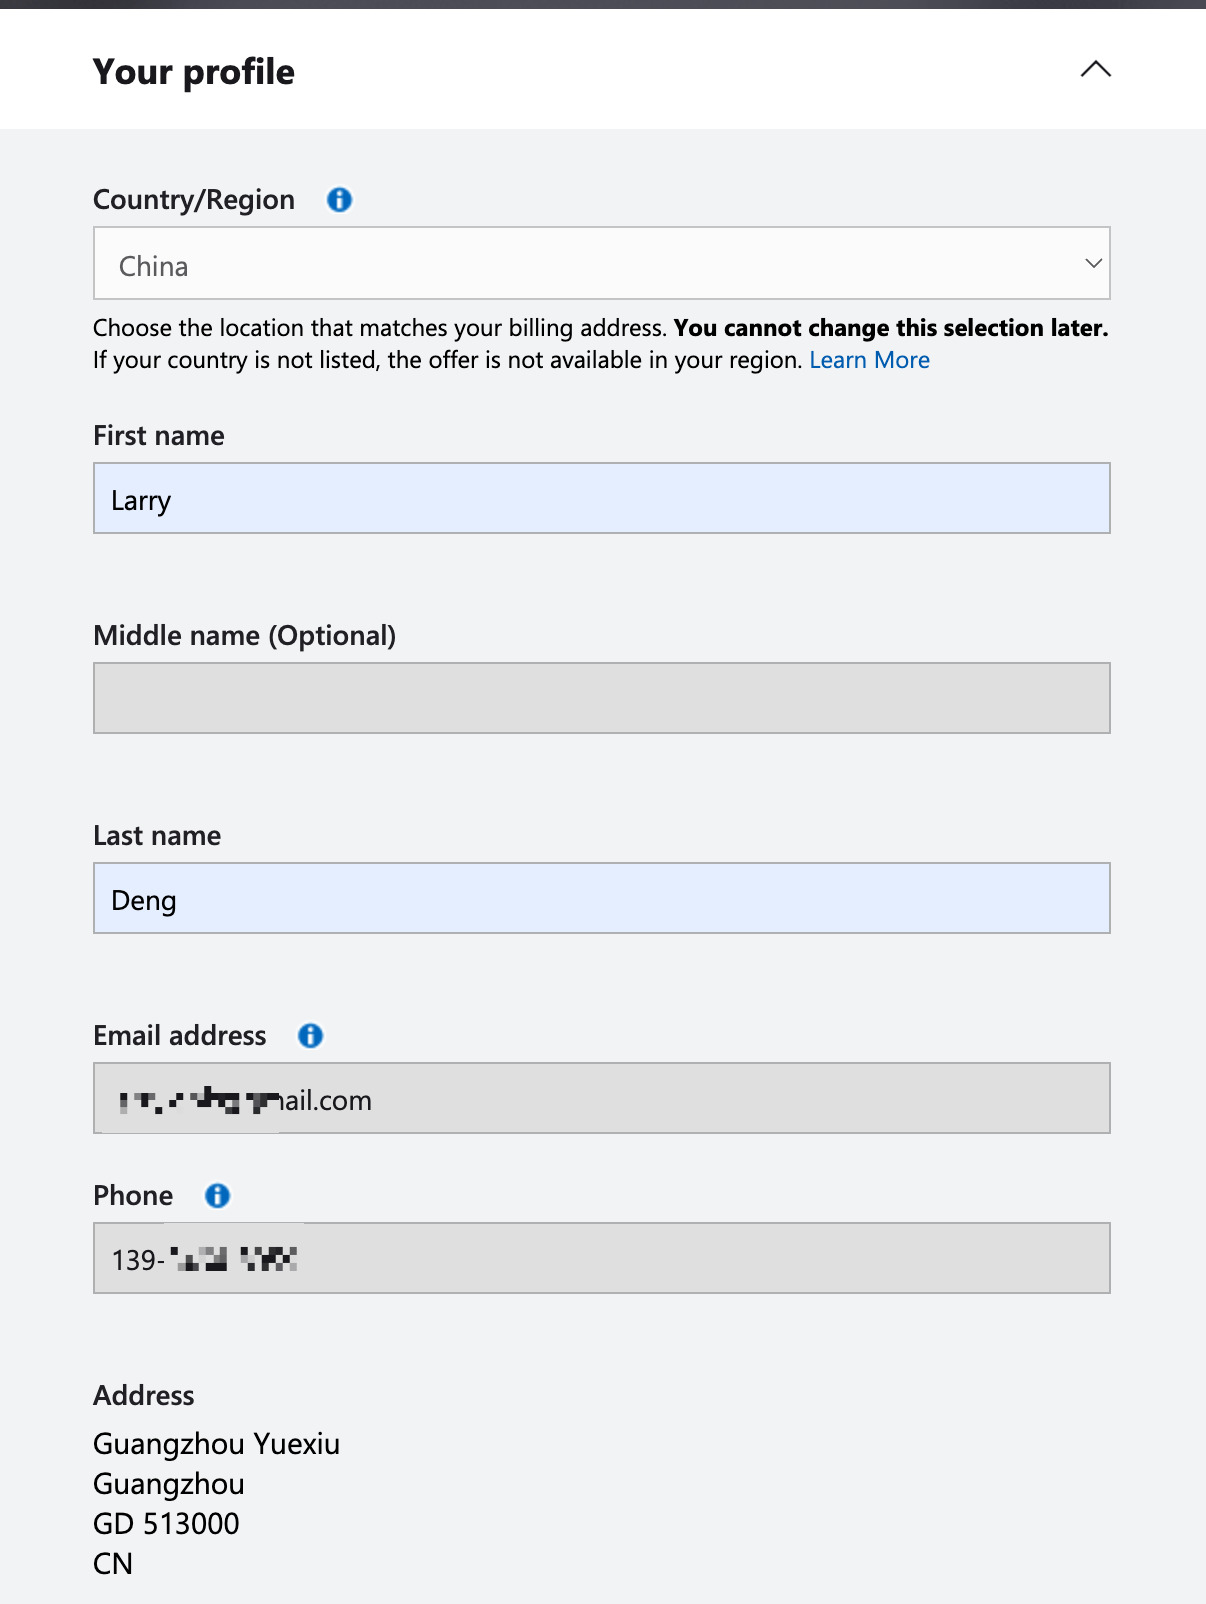 Your profile
Country/Region
China
Choose the location that matches your billing address. You cannot change this selection later.
If your country is not listed, the offer is not available in your region. Learn More
First name
Larry
Middle name (Optional)
Last name
Deng
Email address
ail.com
Phone
139-
Address
Guangzhou Yuexiu
Guangzhou
GD 513000
CN